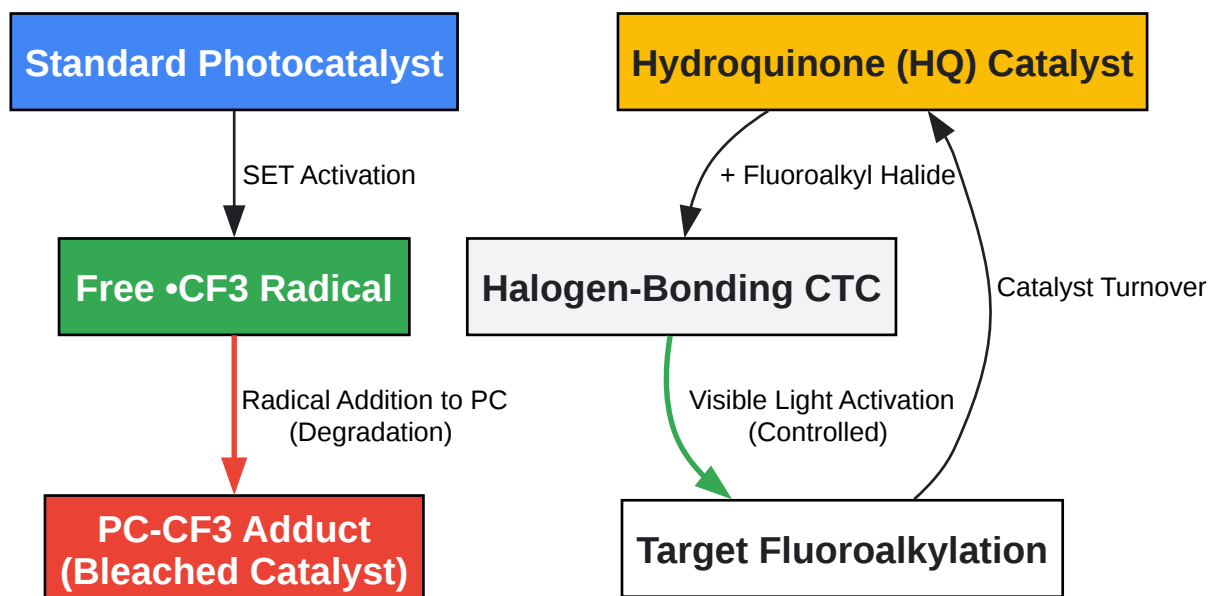 Standard Photocatalyst
SET Activation
Free •CF3 Radical
Radical Addition to PC
(Degradation)
PC-CF3 Adduct
(Bleached Catalyst)
Hydroquinone (HQ) Catalyst
+ Fluoroalkyl Halide
Halogen-Bonding CTC
Catalyst Turnover
Visible Light Activation
(Controlled)
Target Fluoroalkylation